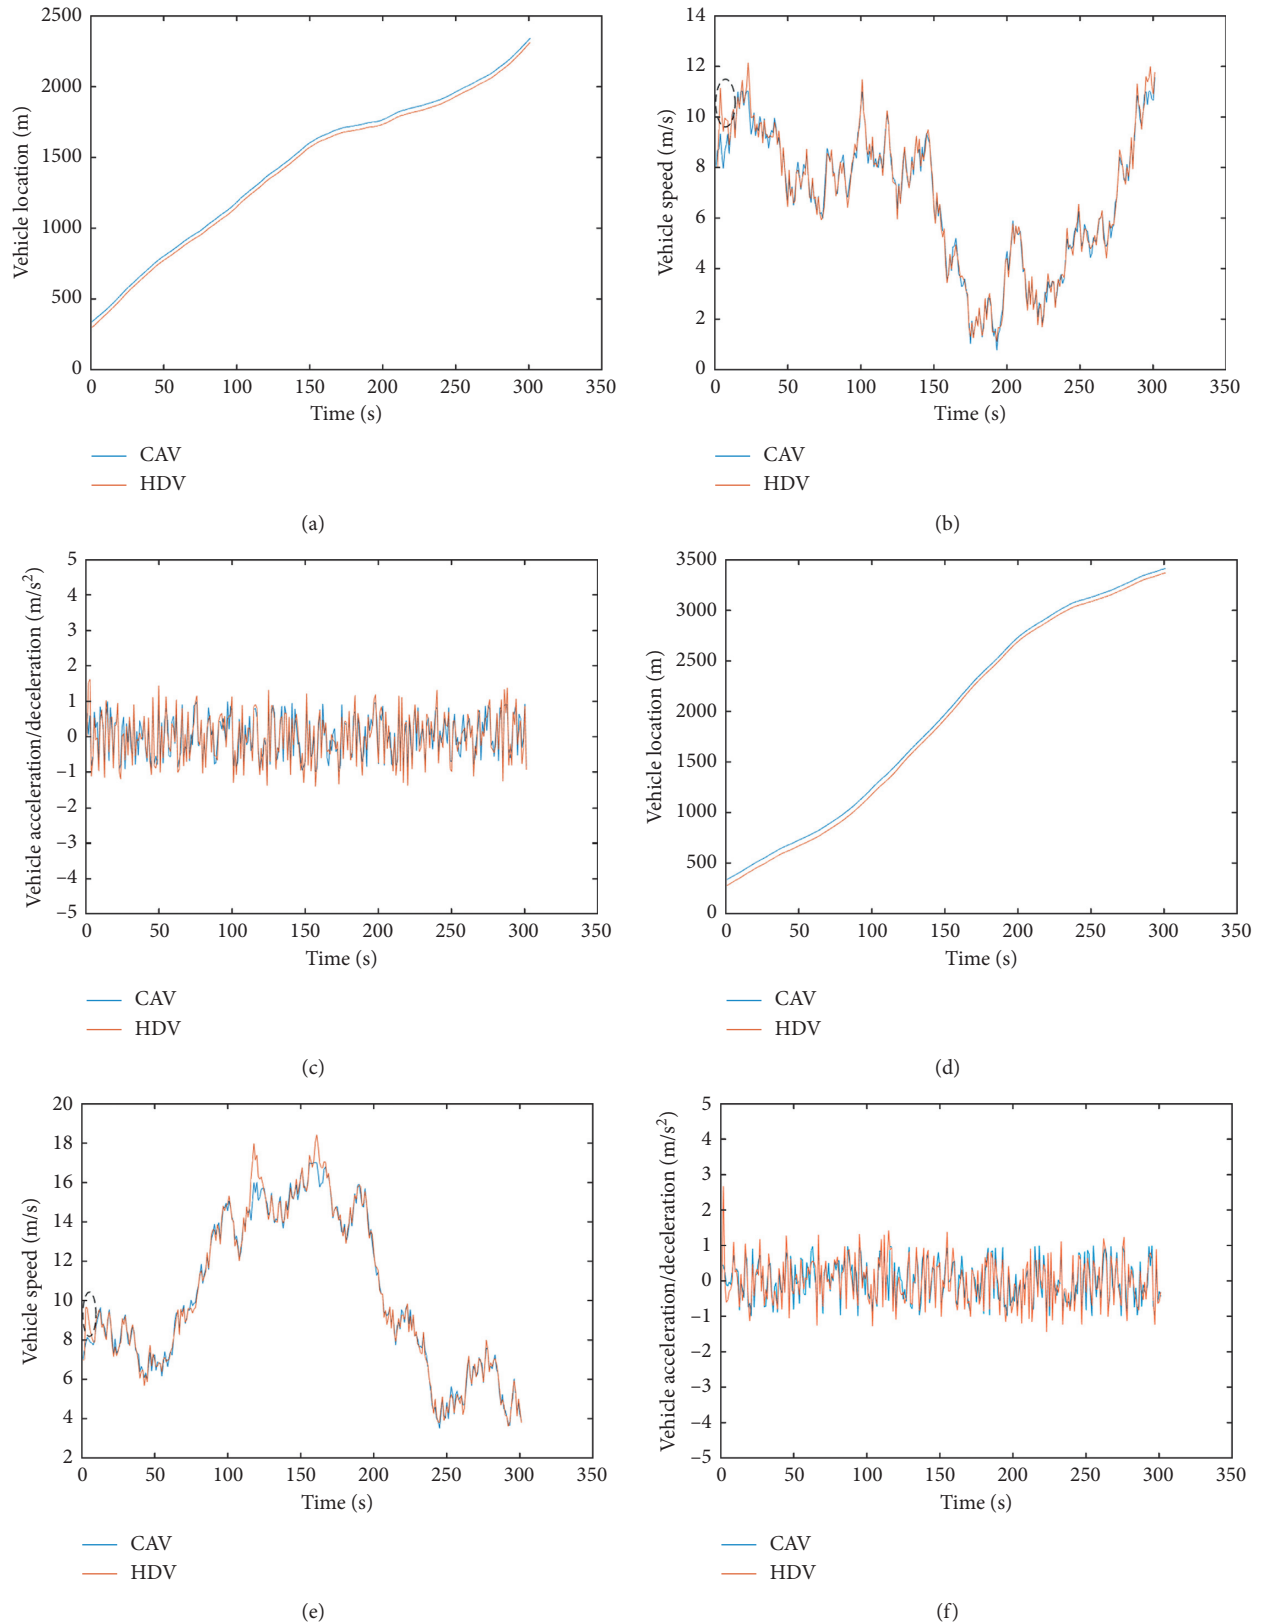 2500
2000
1500
1000
500
0
Vehicle location (m)
0 50 100 150 200 250 300 350
Time (s)
CAV
HDV
(a)
14
12
10
8
6
4
2
0
Vehicle speed (m/s)
0 50 100 150 200 250 300 350
Time (s)
CAV
HDV
(b)
5
4
3
2
1
0
−1
−2
−3
−4
−5
Vehicle acceleration/deceleration (m/s²)
0 50 100 150 200 250 300 350
Time (s)
CAV
HDV
(c)
3500
3000
2500
2000
1500
1000
500
0
Vehicle location (m)
0 50 100 150 200 250 300 350
Time (s)
CAV
HDV
(d)
20
18
16
14
12
10
8
6
4
2
Vehicle speed (m/s)
0 50 100 150 200 250 300 350
Time (s)
CAV
HDV
(e)
5
4
3
2
1
0
−1
−2
−3
−4
−5
Vehicle acceleration/deceleration (m/s²)
0 50 100 150 200 250 300 350
Time (s)
CAV
HDV
(f)